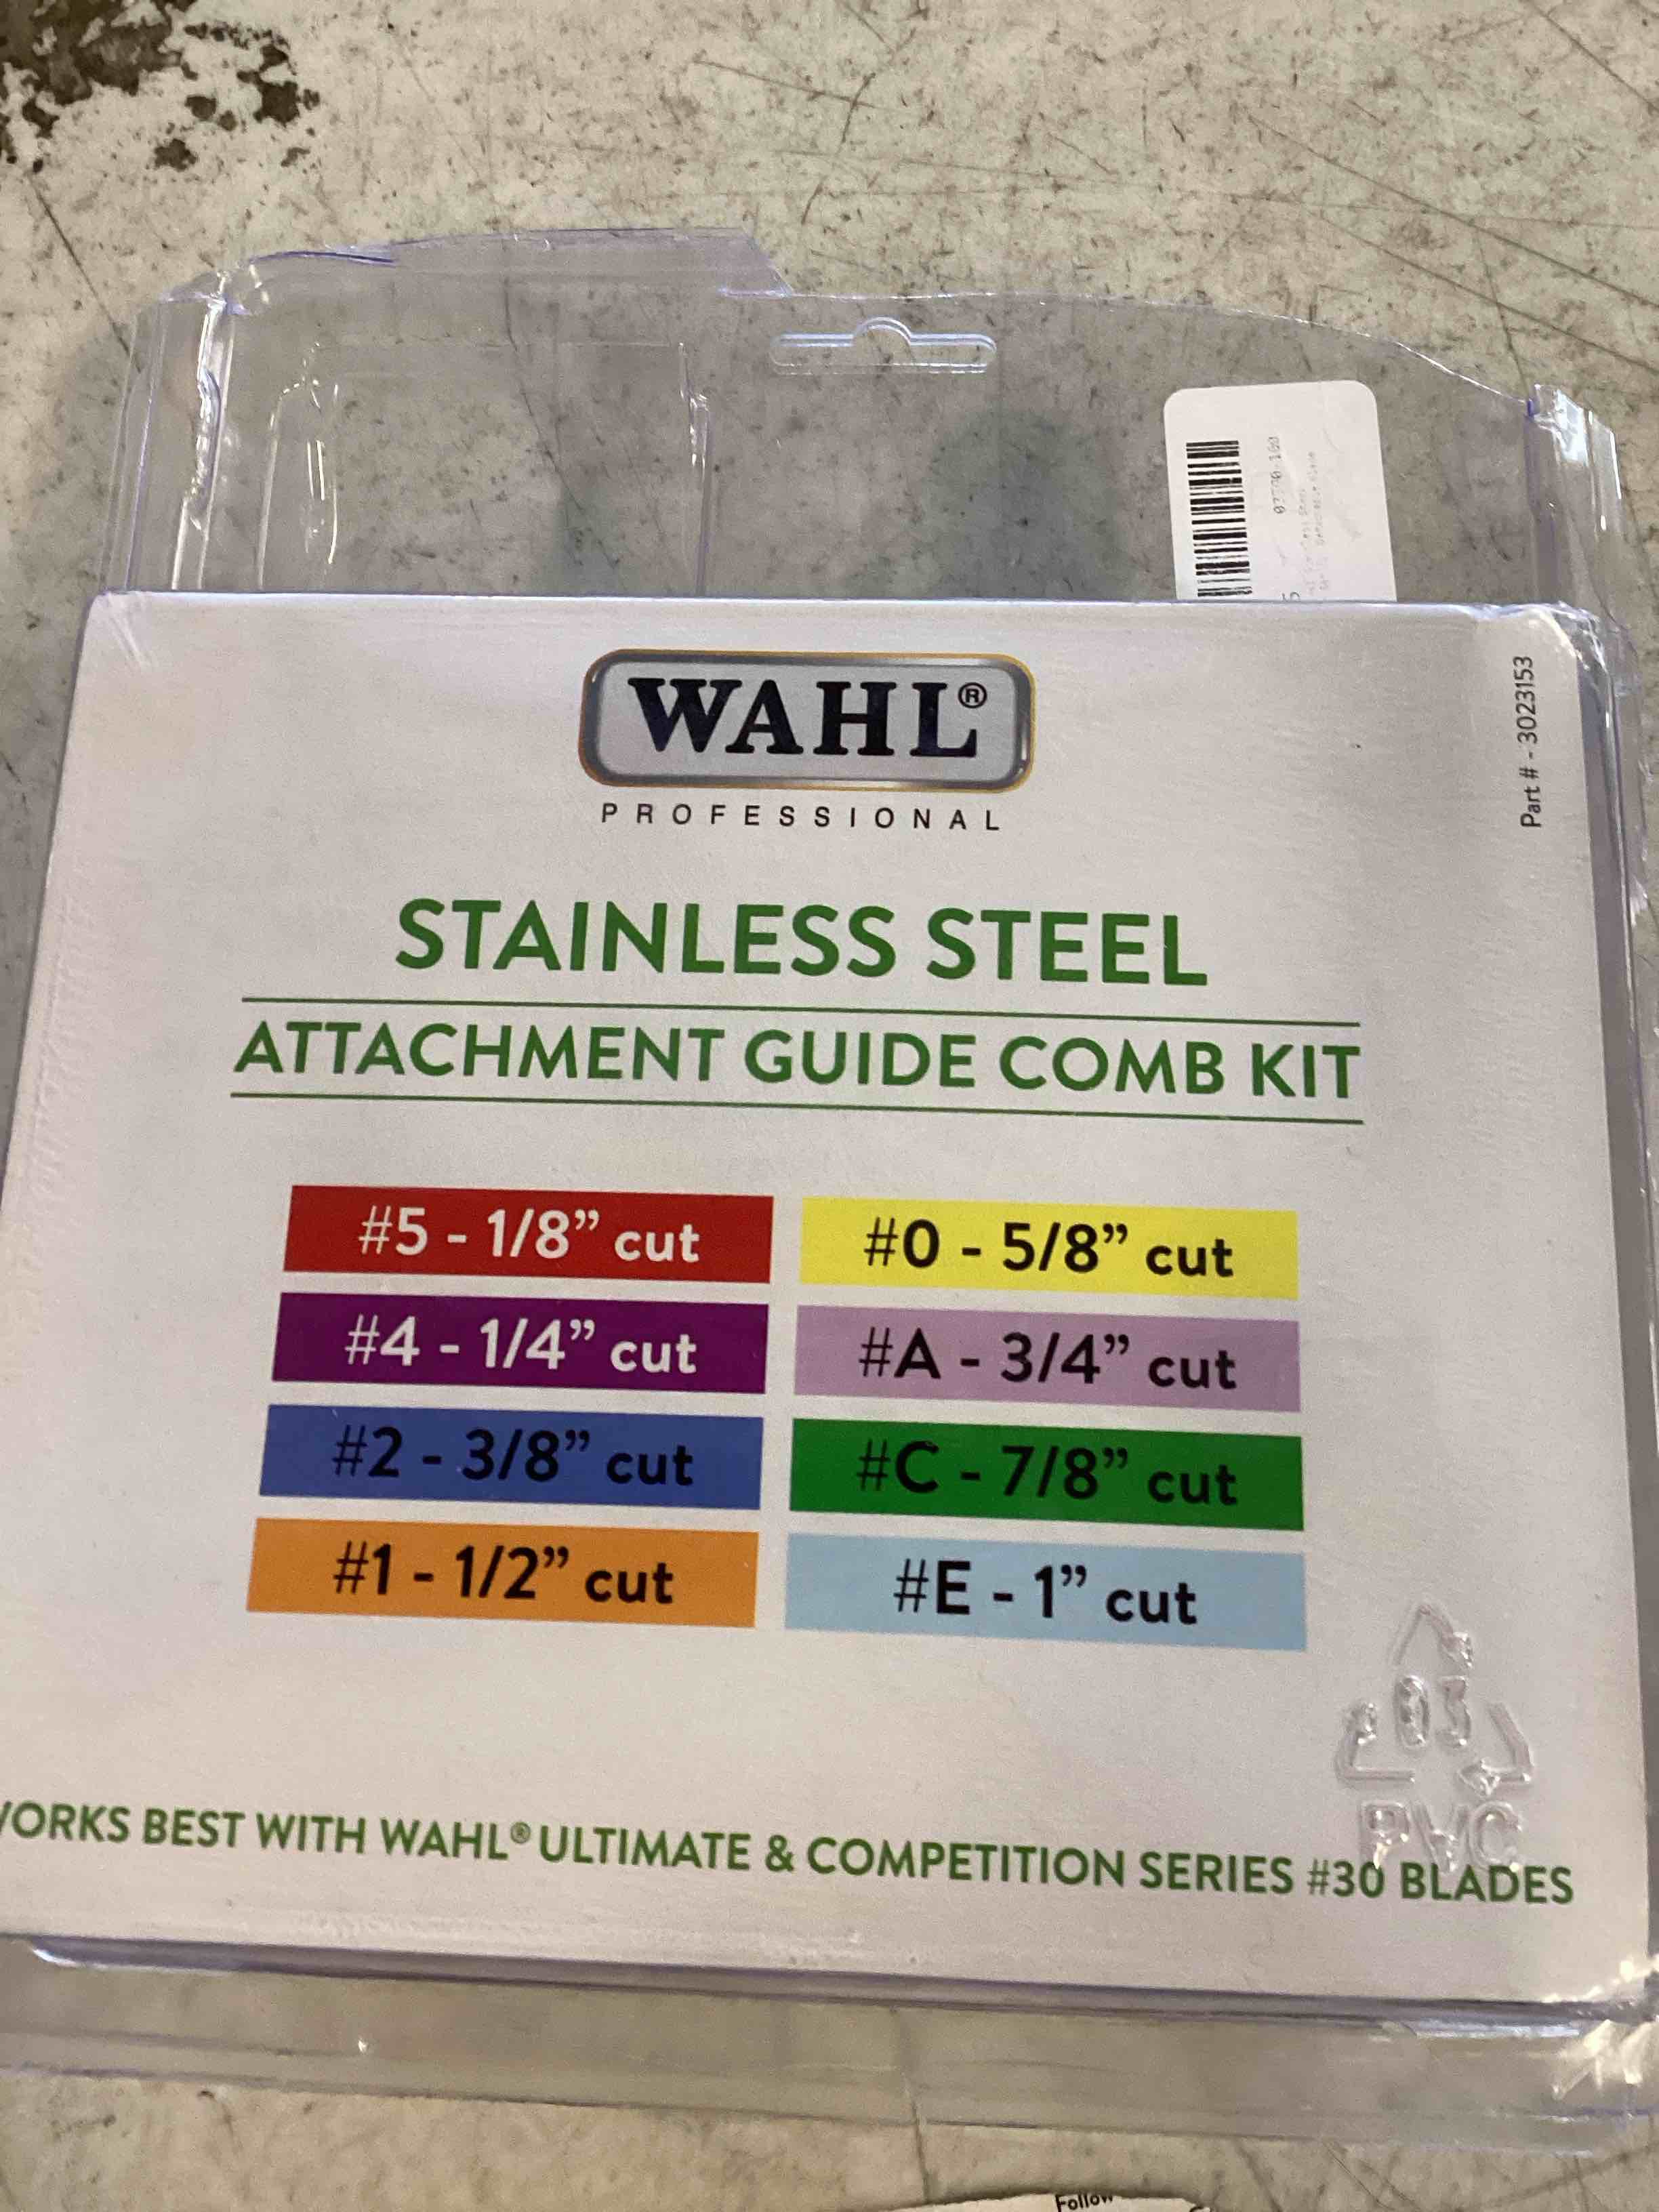 Part # - 3023153
WAHL®
PROFESSIONAL
STAINLESS STEEL
ATTACHMENT GUIDE COMB KIT
#5 - 1/8” cut
#0 - 5/8” cut
#4 - 1/4” cut
#A - 3/4” cut
#2 - 3/8” cut
#C - 7/8” cut
#1 - 1/2” cut
#E - 1” cut
03
PVC
BEST WITH WAHL® ULTIMATE & COMPETITION SERIES #30 BLADES
Follow